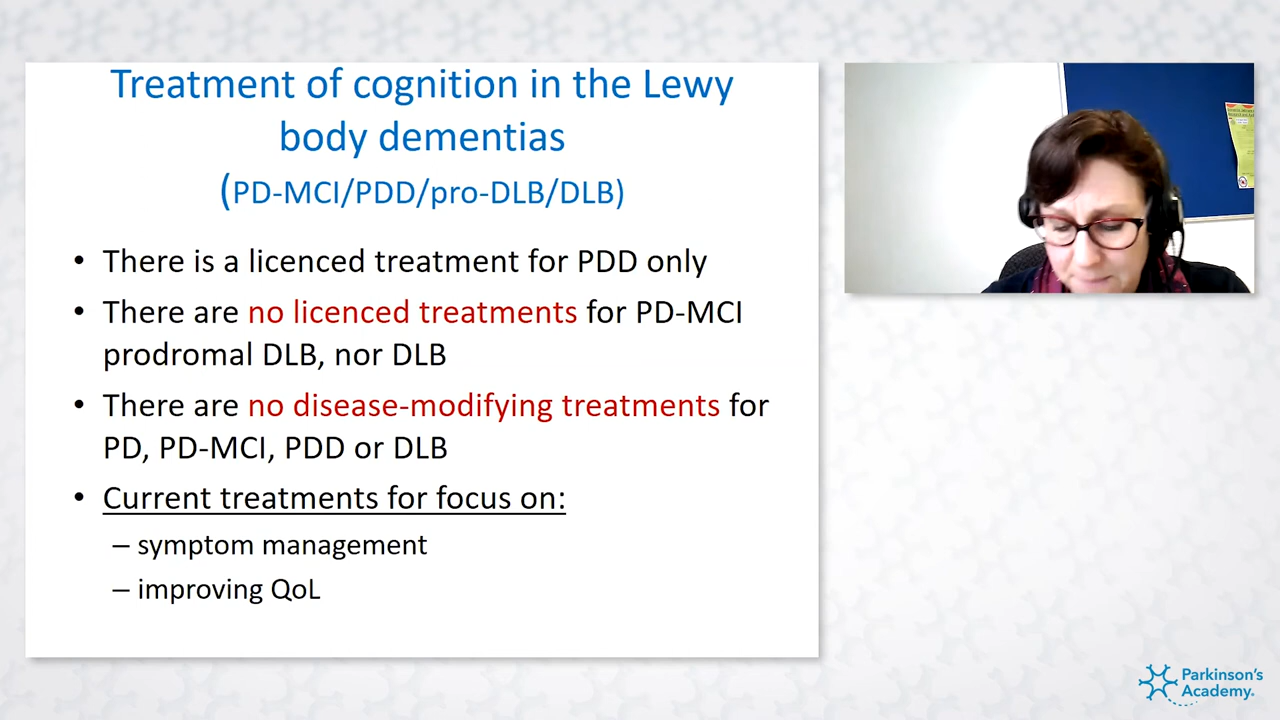 Treatment of cognition in the Lewy
body dementias
(PD-MCI/PDD/pro-DLB/DLB)
• There is a licenced treatment for PDD only
• There are no licenced treatments for PD-MCI
prodromal DLB, nor DLB
• There are no disease-modifying treatments for
PD, PD-MCI, PDD or DLB
• Current treatments for focus on:
– symptom management
– improving QoL
Parkinson's
Academy